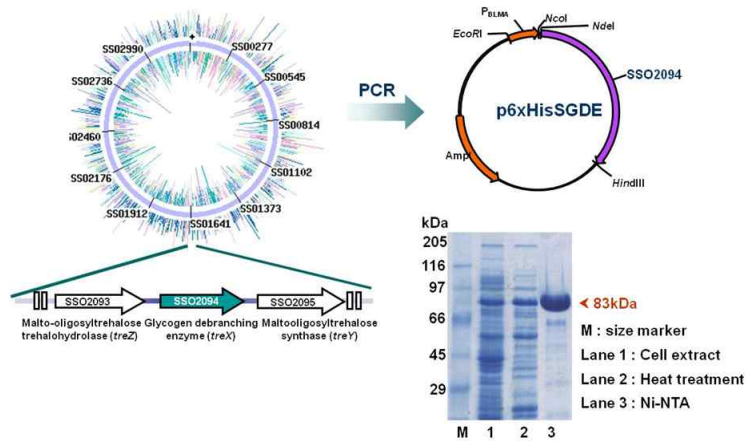 SSO2990
SSO0277
SSO2736
SSO0545
SSO0814
SSO1102
SSO1373
SSO1641
SSO1912
SSO2176
PCR
EcoRI
PBLMA
NcoI
NdeI
SSO2094
p6xHisSGDE
Amp
HindIII
SSO2093
SSO2094
SSO2095
Malto-oligosyltrehalose
trehalohydrolase (treZ)
Glycogen debranching
enzyme (treX)
Maltooligosyltrehalose
synthase (treY)
kDa
205
116
97
66
45
29
M 1 2 3
83kDa
M : size marker
Lane 1 : Cell extract
Lane 2 : Heat treatment
Lane 3 : Ni-NTA